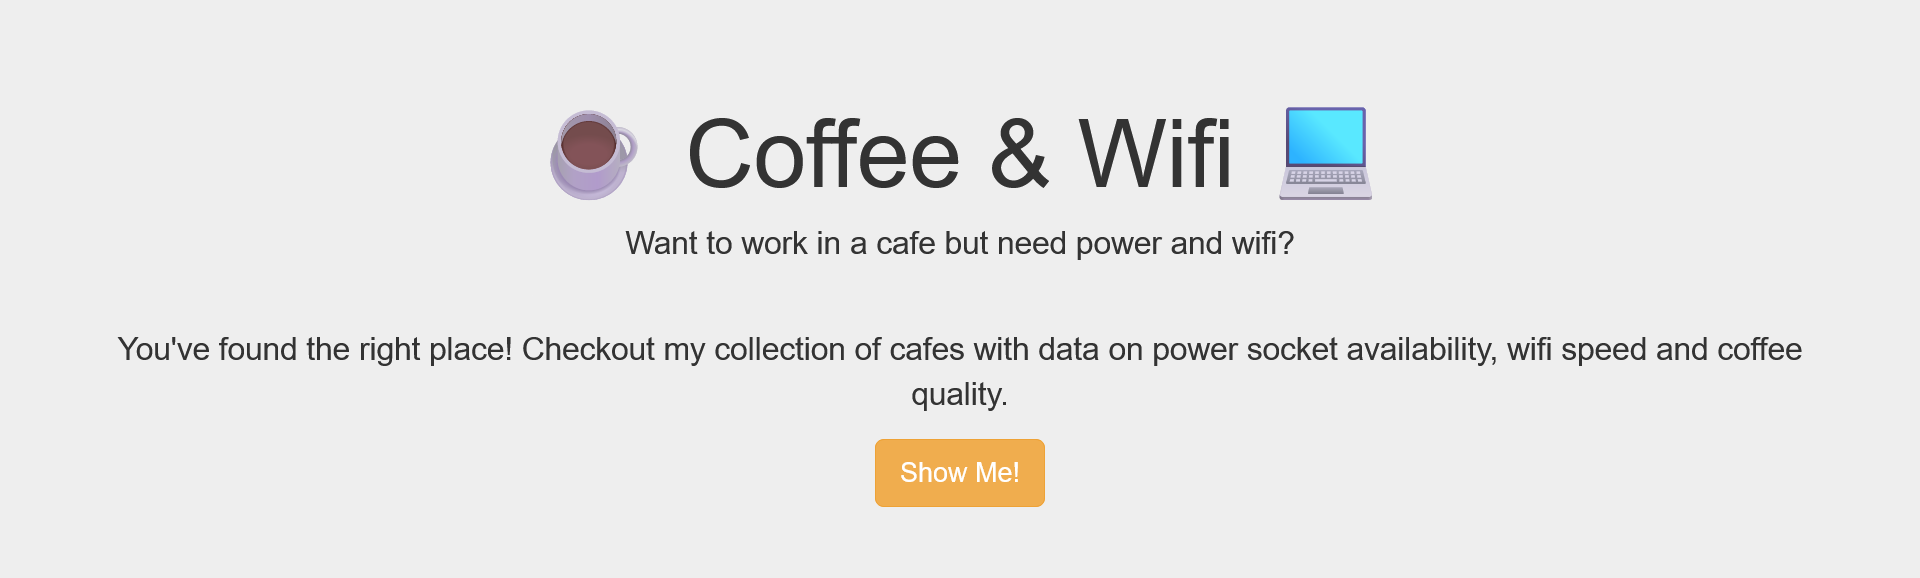 Coffee & Wifi
Want to work in a cafe but need power and wifi?
You've found the right place! Checkout my collection of cafes with data on power socket availability, wifi speed and coffee
quality.
Show Me!